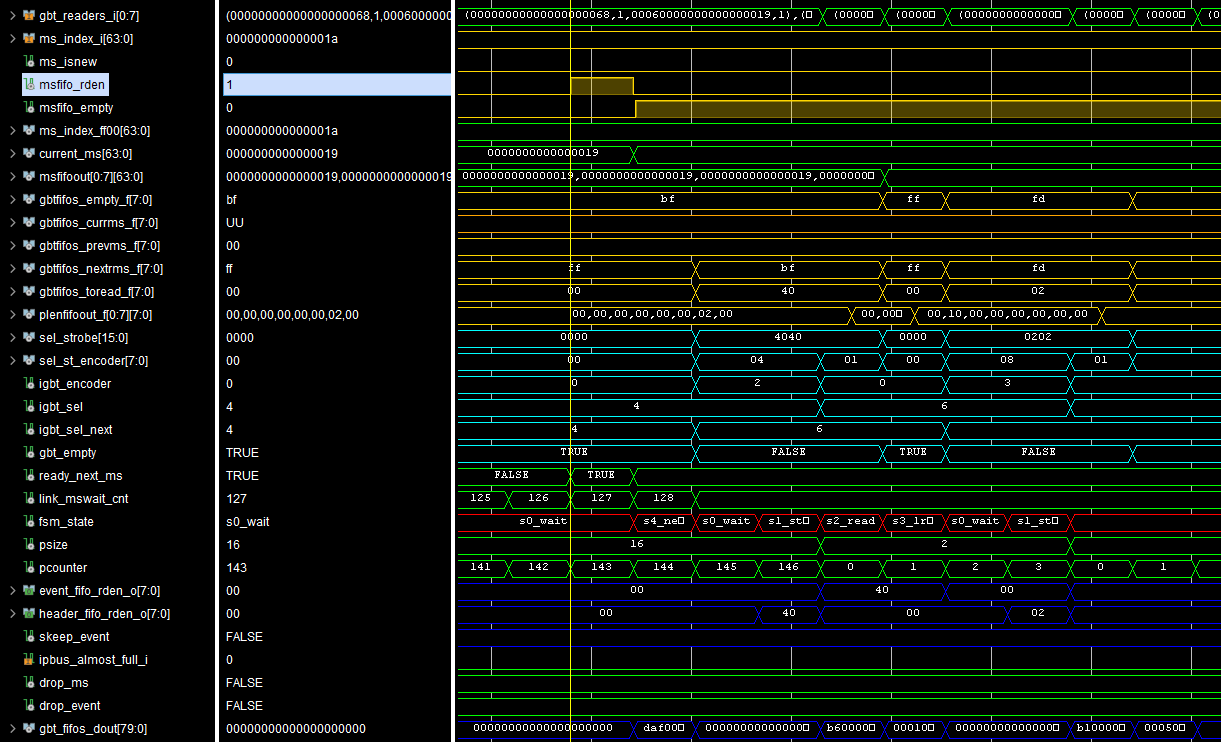 gbt_readers_i[0:7] (00000000000000000068,1,0006000000 (00000000000000000068,1,00060000000000000019,1),(0 (0000 (0000 (0000000000000 (0000 (0000 (0
ms_index_i[63:0] 000000000000001a
ms_isnew 0
msfifo_rden 1
msfifo_empty 0
ms_index_ff00[63:0] 000000000000001a
current_ms[63:0] 0000000000000019 0000000000000019
msfifoout[0:7][63:0] 0000000000000019,0000000000000019 0000000000000019,0000000000000019,0000000000000019,0000000
gbtfifos_empty_f[7:0] bf bf ff fd
gbtfifos_currms_f[7:0] UU
gbtfifos_prevms_f[7:0] 00
gbtfifos_nextrms_f[7:0] ff ff bf ff fd
gbtfifos_toread_f[7:0] 00 00 40 00 02
plenfifoout_f[0:7][7:0] 00,00,00,00,00,00,02,00 00,00,00,00,00,00,02,00 00,00 00,10,00,00,00,00,00,00
sel_strobe[15:0] 0000 0000 4040 0000 0202
sel_st_encoder[7:0] 00 00 04 01 00 08 01
igbt_encoder 0 0 2 0 3
igbt_sel 4 4 6
igbt_sel_next 4 4 6
gbt_empty TRUE TRUE FALSE TRUE FALSE
ready_next_ms TRUE FALSE TRUE
link_mswait_cnt 127 125 126 127 128
fsm_state s0_wait s0_wait s4_ne s0_wait s1_st s2_read s3_lr s0_wait s1_st
psize 16 16 2
pcounter 143 141 142 143 144 145 146 0 1 2 3 0 1
event_fifo_rden_o[7:0] 00 00 40 00
header_fifo_rden_o[7:0] 00 00 40 00 02
skeep_event FALSE
ipbus_almost_full_i 0
drop_ms FALSE
drop_event FALSE
gbt_fifos_dout[79:0] 00000000000000000000 00000000000000000000 daf00 0000000000000000 b60000 00010 000000000000000 b10000 00050